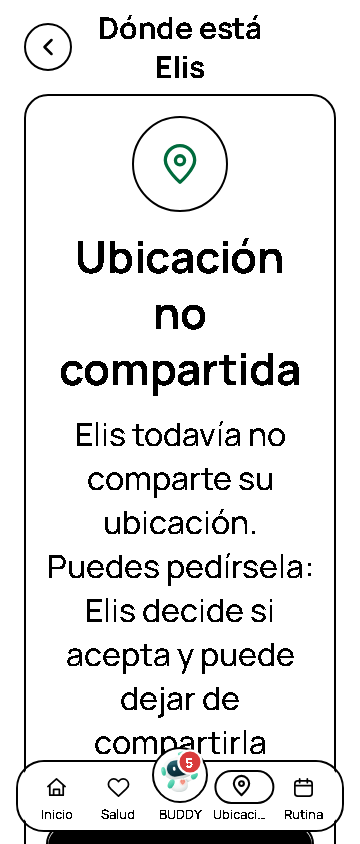 Dónde está
Elis
Ubicación
no
compartida
Elis todavía no
comparte su
ubicación.
Puedes pedírsela:
Elis decide si
acepta y puede
dejar de
compartirla
5
Inicio
Salud
BUDDY
Ubicaci...
Rutina